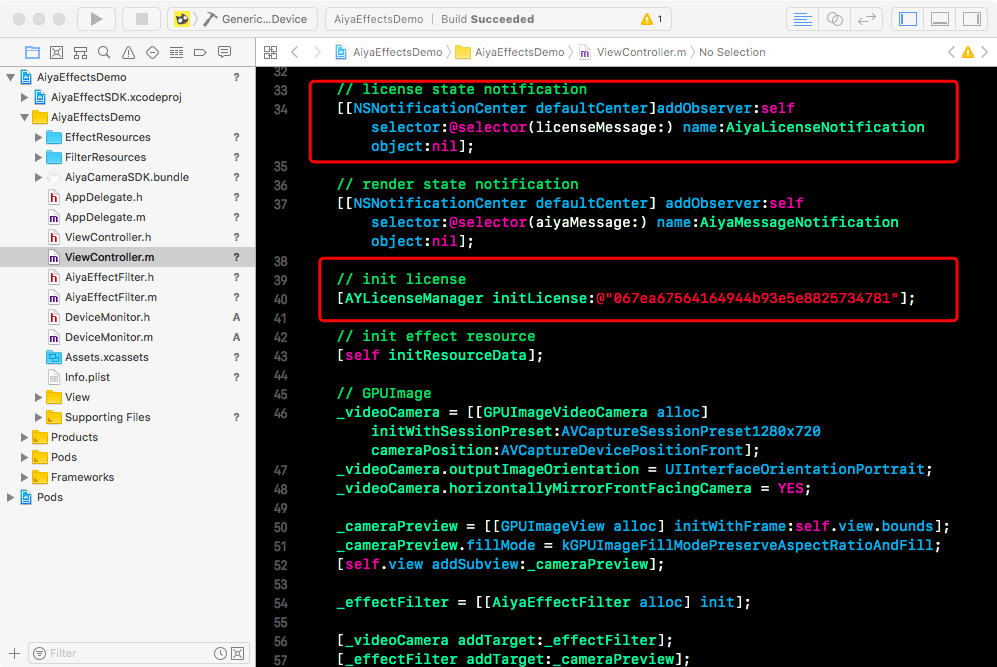 Generic...Device
AiyaEffectsDemo | Build Succeeded
1
AiyaEffectsDemo
AiyaEffectsDemo
ViewController.m
No Selection
AiyaEffectsDemo ?
AiyaEffectSDK.xcodeproj
AiyaEffectsDemo
EffectResources ?
FilterResources ?
AiyaCameraSDK.bundle ?
h AppDelegate.h ?
m AppDelegate.m ?
h ViewController.h ?
m ViewController.m ?
h AiyaEffectFilter.h ?
m AiyaEffectFilter.m ?
h DeviceMonitor.h A
m DeviceMonitor.m A
Assets.xcassets ?
Info.plist ?
View
Supporting Files ?
Products
Pods
Frameworks
Pods
Filter
32
33 // license state notification
34 [[NSNotificationCenter defaultCenter]addObserver:self
selector:@selector(licenseMessage:) name:AiyaLicenseNotification
object:nil];
35
36 // render state notification
37 [[NSNotificationCenter defaultCenter] addObserver:self
selector:@selector(aiyaMessage:) name:AiyaMessageNotification
object:nil];
38
39 // init license
40 [AYLicenseManager initLicense:@"067ea67564164944b93e5e8825734781"];
41
42 // init effect resource
43 [self initResourceData];
44
45 // GPUImage
46 _videoCamera = [[GPUImageVideoCamera alloc]
initWithSessionPreset:AVCaptureSessionPreset1280x720
cameraPosition:AVCaptureDevicePositionFront];
47 _videoCamera.outputImageOrientation = UIInterfaceOrientationPortrait;
48 _videoCamera.horizontallyMirrorFrontFacingCamera = YES;
49
50 _cameraPreview = [[GPUImageView alloc] initWithFrame:self.view.bounds];
51 _cameraPreview.fillMode = kGPUImageFillModePreserveAspectRatioAndFill;
52 [self.view addSubview:_cameraPreview];
53
54 _effectFilter = [[AiyaEffectFilter alloc] init];
55
56 [_videoCamera addTarget:_effectFilter];
57 [_effectFilter addTarget:_cameraPreview];